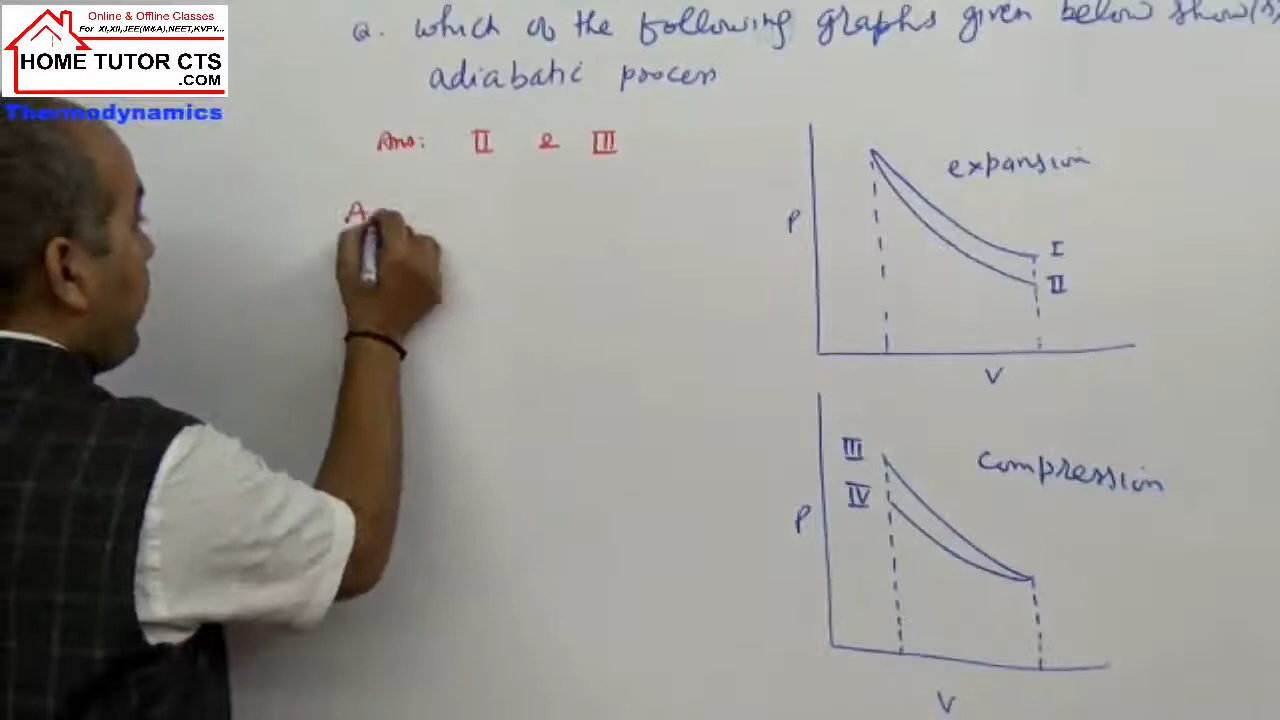 Online & Offline Classes
For XI,XII,JEE(M&A),NEET,KVPY...
HOME TUTOR CTS
.COM
Thermodynamics
Q. which of the following graphs given below show(s)
adiabatic process
Ans: II & III
A
expansion
P
I
II
V
III
compression
IV
P
V